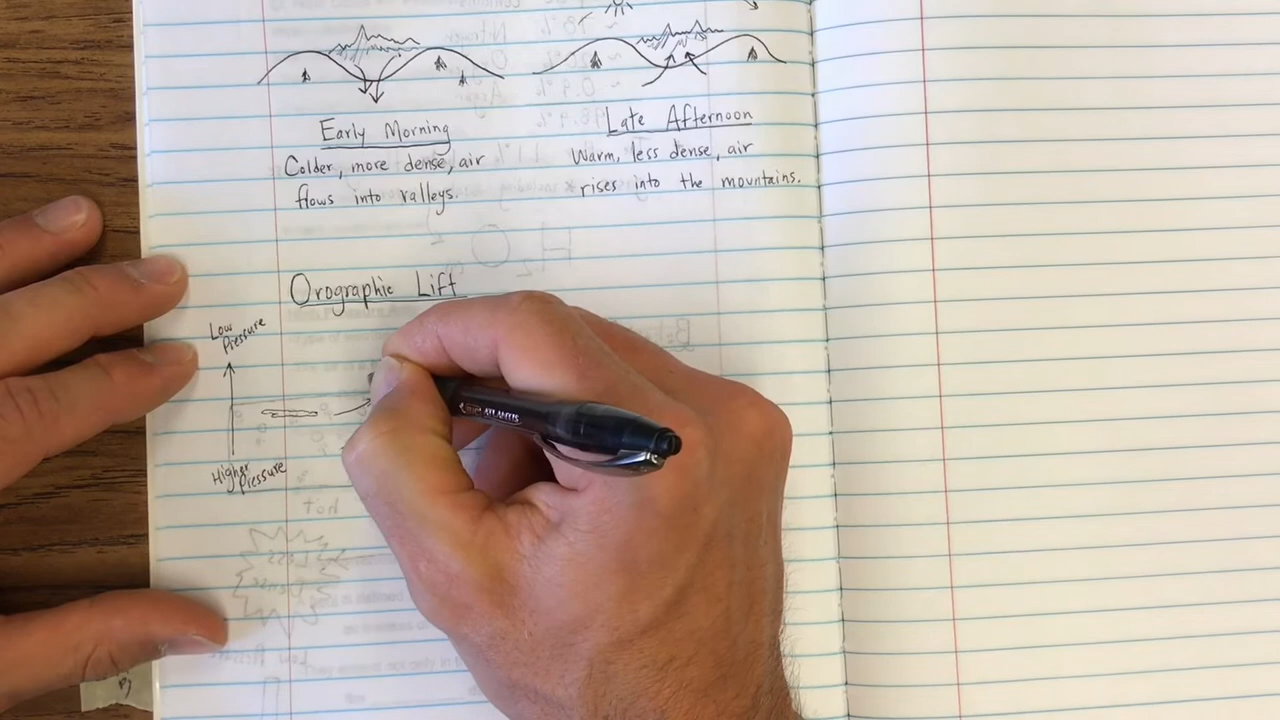 Early Morning
Colder, more dense, air
flows into valleys.
Late Afternoon
Warm, less dense, air
rises into the mountains.
Orographic Lift
Low
Pressure
Higher
Pressure
ATLANTIS